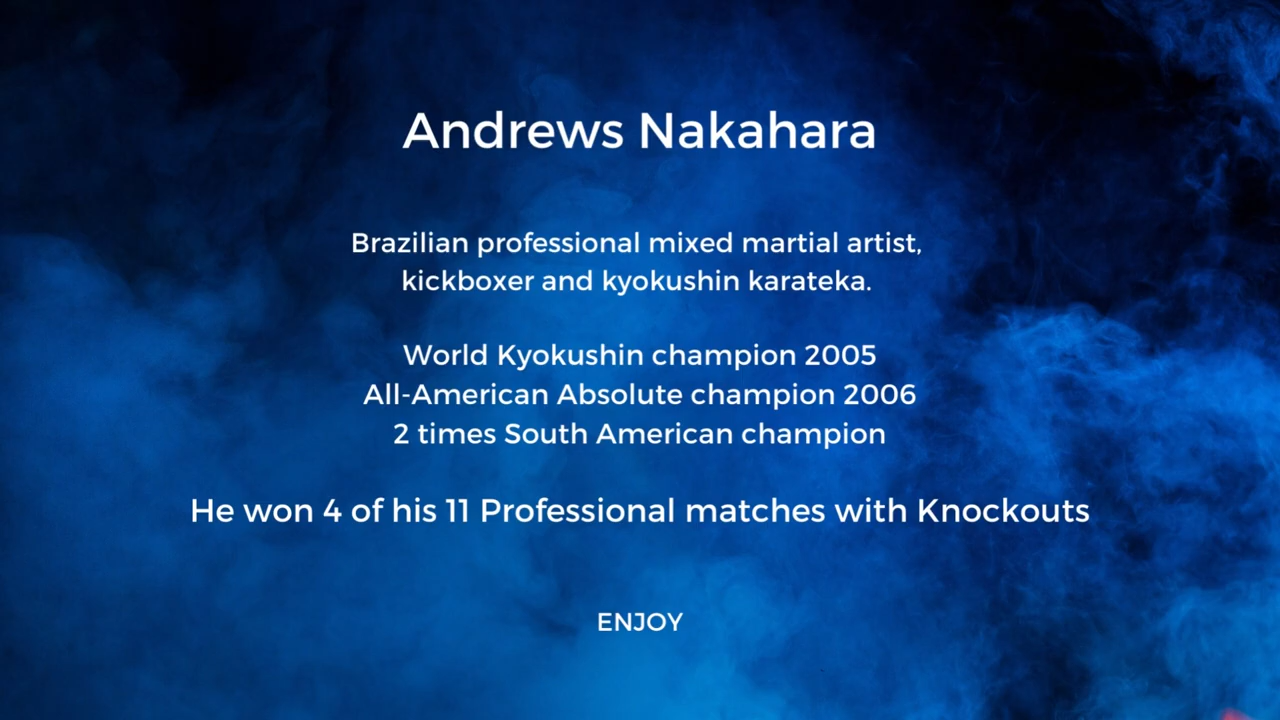 Andrews Nakahara
Brazilian professional mixed martial artist,
kickboxer and kyokushin karateka.
World Kyokushin champion 2005
All-American Absolute champion 2006
2 times South American champion
He won 4 of his 11 Professional matches with Knockouts
ENJOY